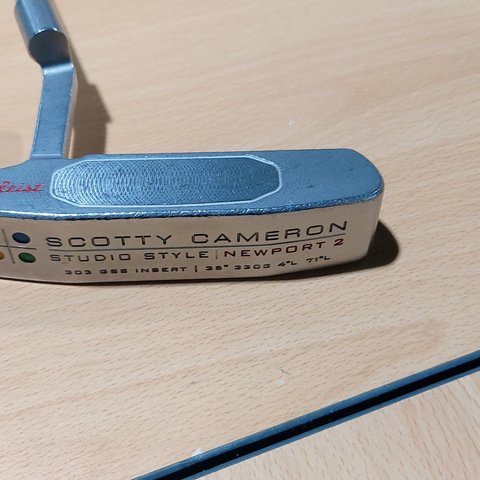 SCOTTY CAMERON
STUDIO STYLE | NEWPORT 2
303 GSS INSERT | 35" 330G 4°L 71°L